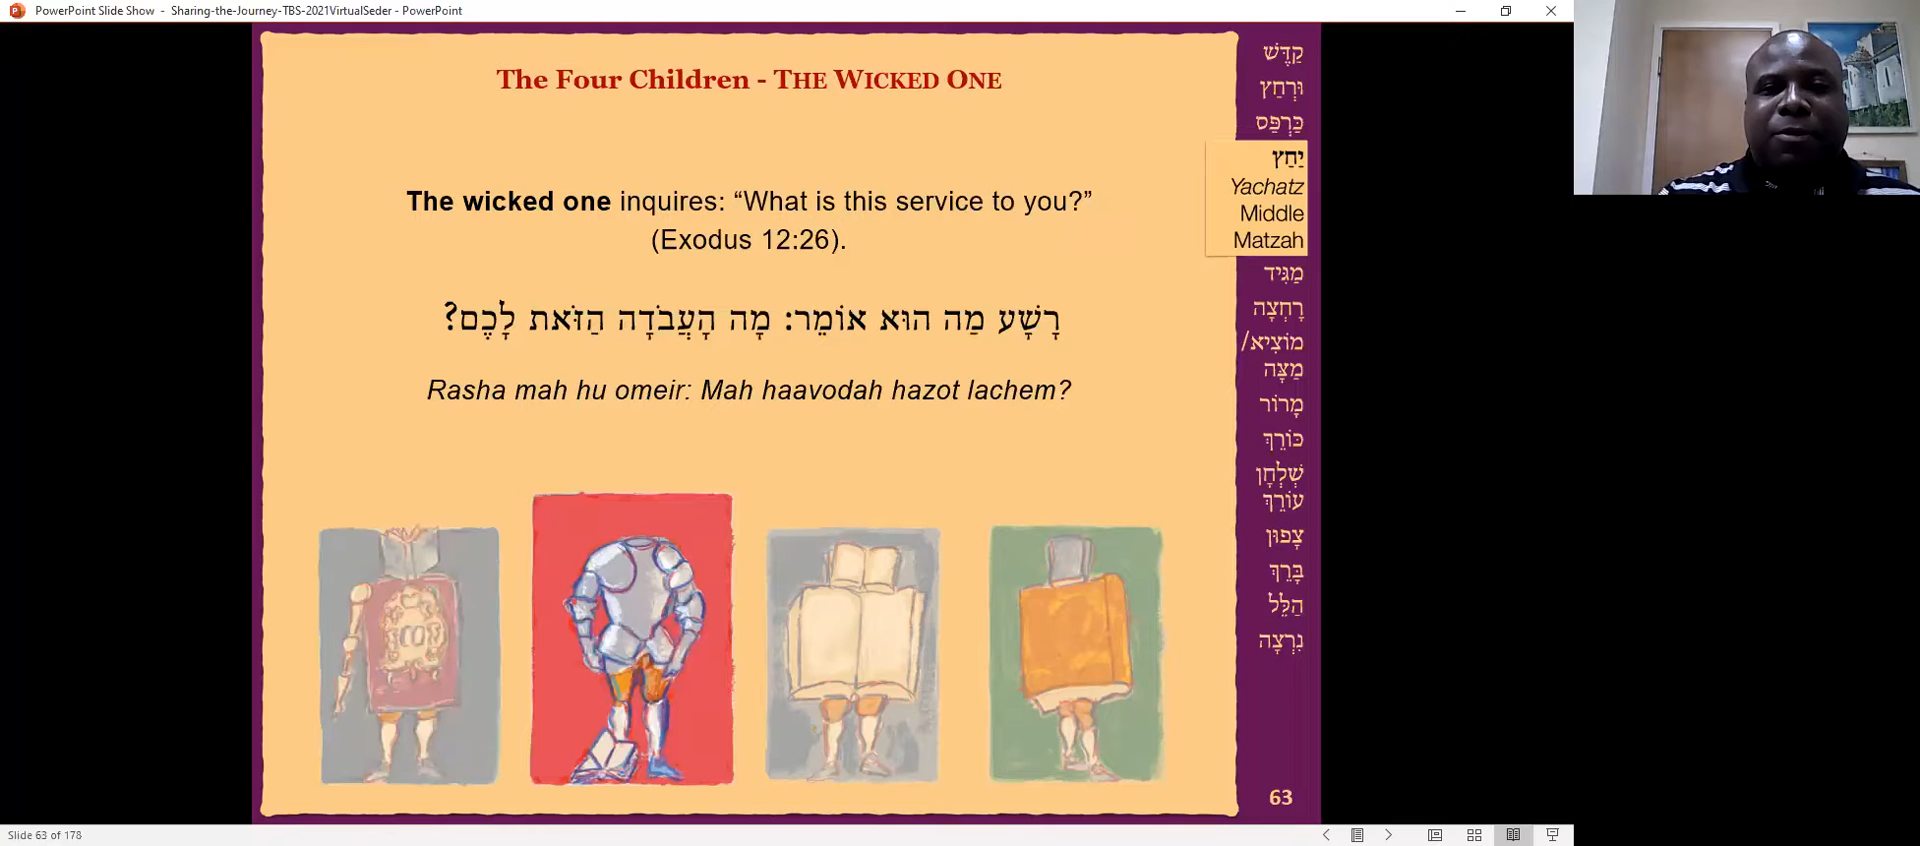 PowerPoint Slide Show - Sharing-the-Journey-TBS-2021VirtualSeder - PowerPoint
The Four Children - THE WICKED ONE
The wicked one inquires: “What is this service to you?”
(Exodus 12:26).
רָשָׁע מַה הוּא אוֹמֵר: מָה הָעֲבֹדָה הַזֹּאת לָכֶם?
Rasha mah hu omeir: Mah haavodah hazot lachem?
קַדֵּשׁ
וּרְחַץ
כַּרְפַּס
יַחַץ
Yachatz
Middle
Matzah
מַגִּיד
רָחְצָה
מוֹצִיא/
מַצָּה
מָרוֹר
כּוֹרֵךְ
שֻׁלְחָן
עוֹרֵךְ
צָפוּן
בָּרֵךְ
הַלֵּל
נִרְצָה
63
Slide 63 of 178